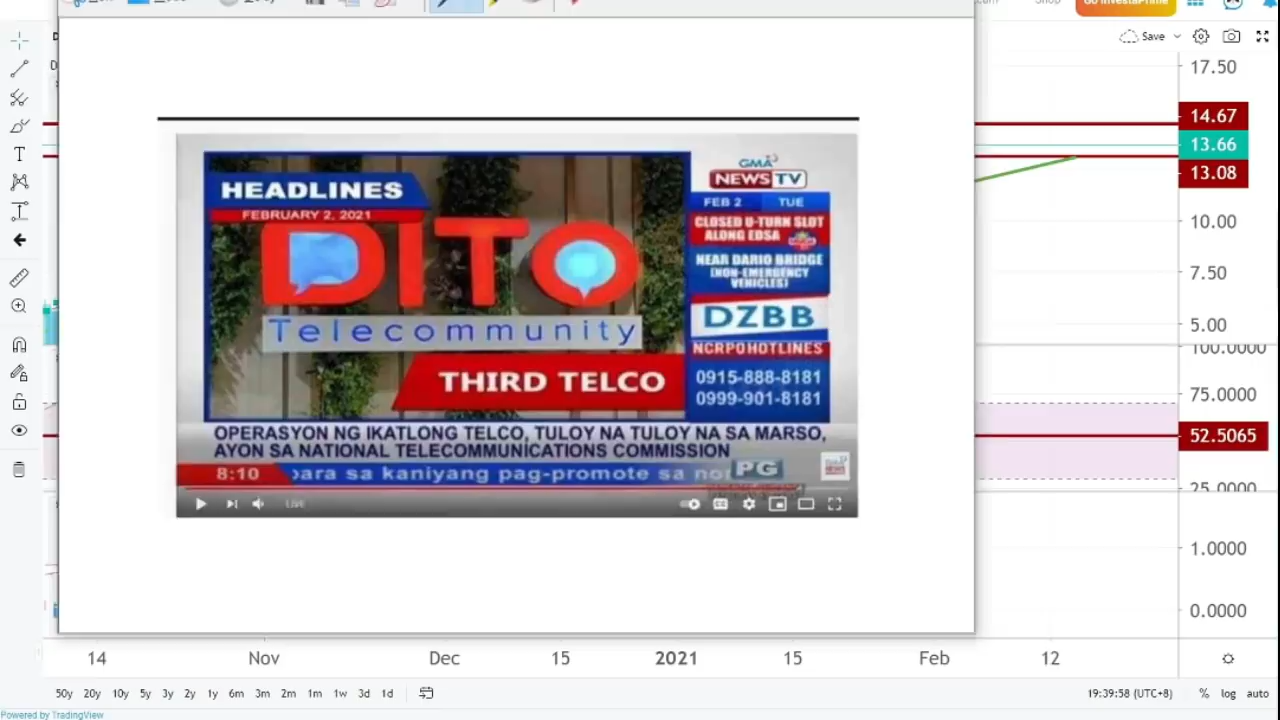 Save
17.50
14.67
13.66
13.08
10.00
7.50
5.00
100.0000
75.0000
52.5065
25.0000
1.0000
0.0000
HEADLINES
FEBRUARY 2, 2021
DITO
Telecommunity
THIRD TELCO
GMA
NEWS TV
FEB 2 TUE
CLOSED U-TURN SLOT
ALONG EDSA
NEAR DARIO BRIDGE
(NON-EMERGENCY
VEHICLES)
DZBB
NCRPO HOTLINES
0915-888-8181
0999-901-8181
OPERASYON NG IKATLONG TELCO, TULOY NA TULOY NA SA MARSO,
AYON SA NATIONAL TELECOMMUNICATIONS COMMISSION
8:10 para sa kaniyang pag-promote sa PG
LIVE
14 Nov Dec 15 2021 15 Feb 12
50y 20y 10y 5y 3y 2y 1y 6m 3m 2m 1m 1w 3d 1d
19:39:58 (UTC+8) % log auto
Powered by TradingView